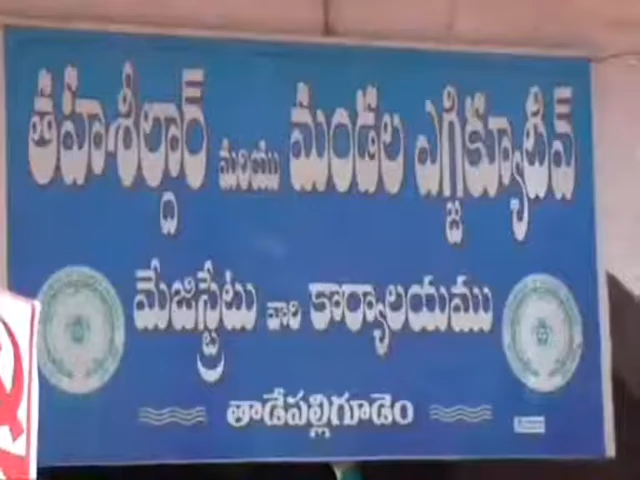 తహశీల్దార్ మరియు మండల ఎగ్జిక్యూటివ్
మేజిస్ట్రేటు వారి కార్యాలయము
తాడేపల్లిగూడెం